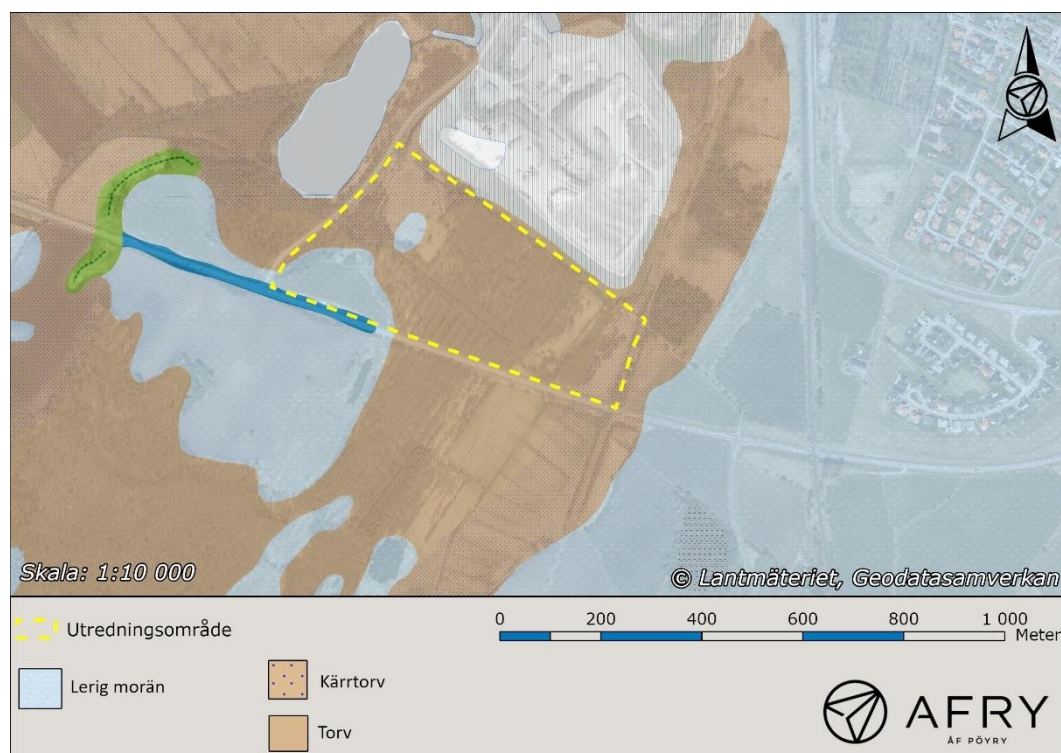 Skala: 1:10 000
© Lantmäteriet, Geodatasamverkan
Utredningsområde
0 200 400 600 800 1 000
Meter
Lerig morän
Kärrtorv
Torv
AFRY
ÅF PÖYRY